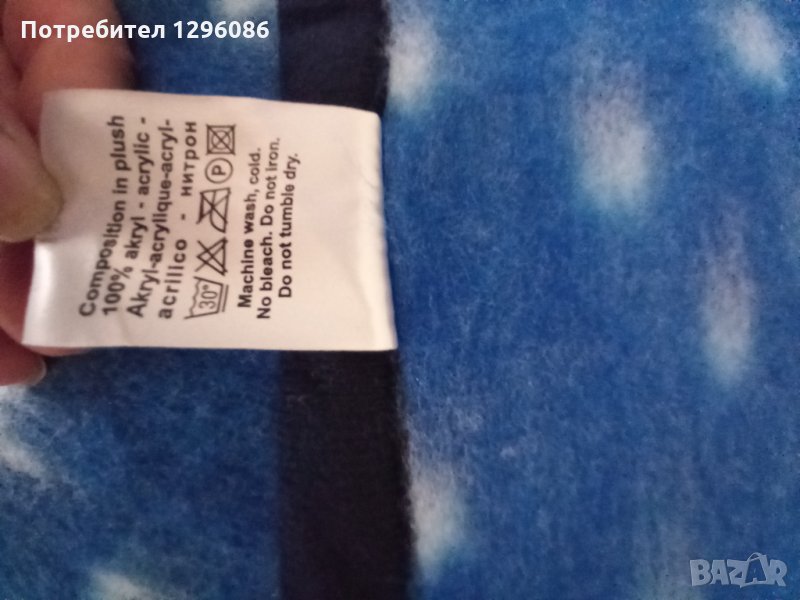 Потребител 1296086
Composition in plush
100% akryl - acrylic -
Akryl-acrylique-acryl-
acrilico - нитрон
30° P
Machine wash, cold.
No bleach. Do not iron.
Do not tumble dry.
BAZAR